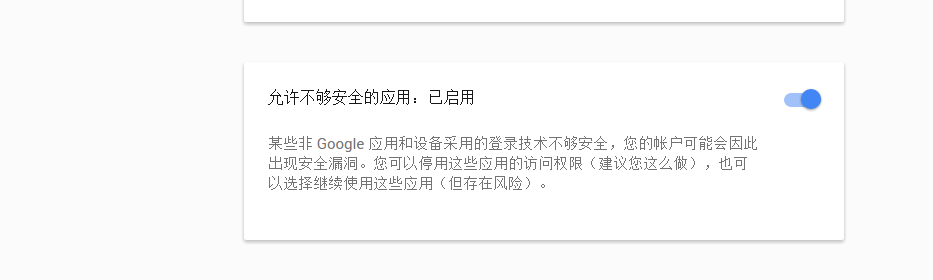 允许不够安全的应用：已启用
某些非 Google 应用和设备采用的登录技术不够安全，您的帐户可能会因此
出现安全漏洞。您可以停用这些应用的访问权限（建议您这么做），也可
以选择继续使用这些应用（但存在风险）。